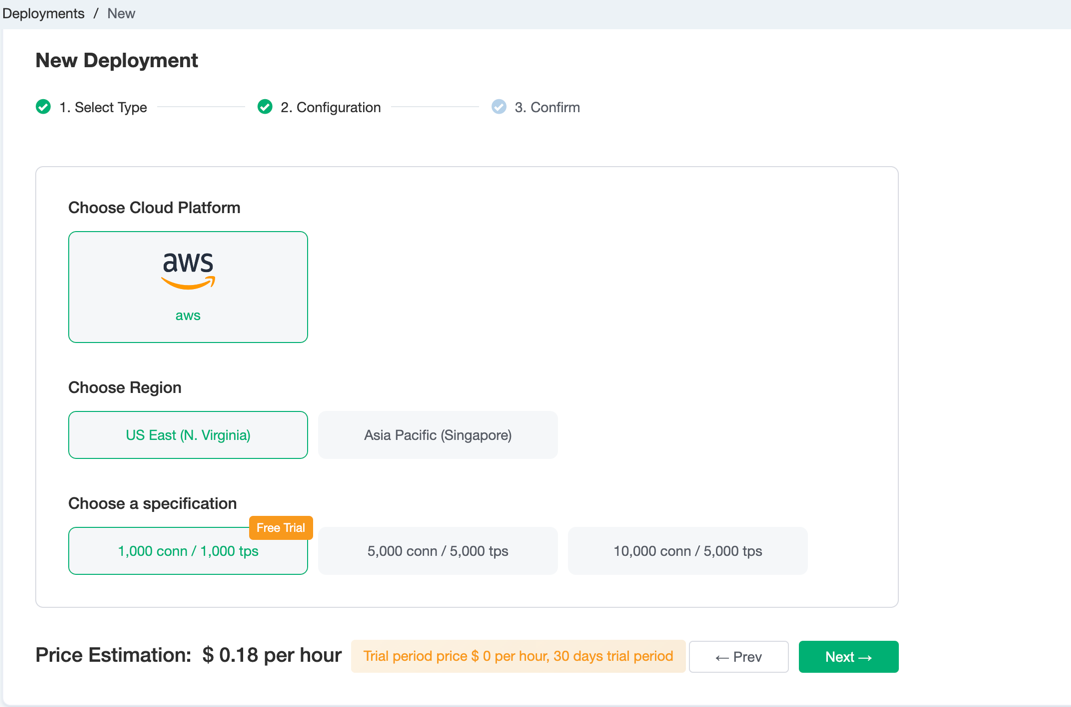 Deployments / New
New Deployment
1. Select Type 2. Configuration 3. Confirm
Choose Cloud Platform
aws
aws
Choose Region
US East (N. Virginia) Asia Pacific (Singapore)
Choose a specification
Free Trial
1,000 conn / 1,000 tps 5,000 conn / 5,000 tps 10,000 conn / 5,000 tps
Price Estimation: $ 0.18 per hour Trial period price $ 0 per hour, 30 days trial period ← Prev Next →